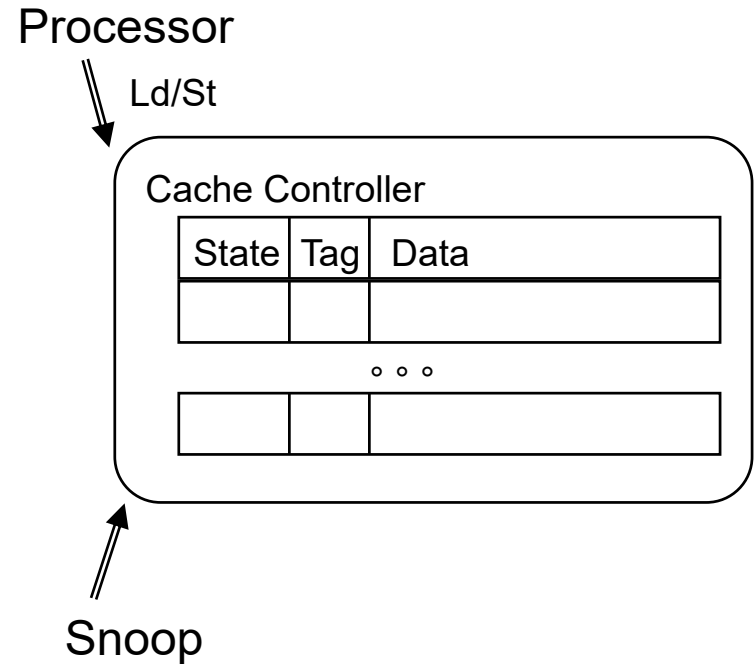 Processor
Ld/St
Cache Controller
State Tag Data
° ° °
Snoop